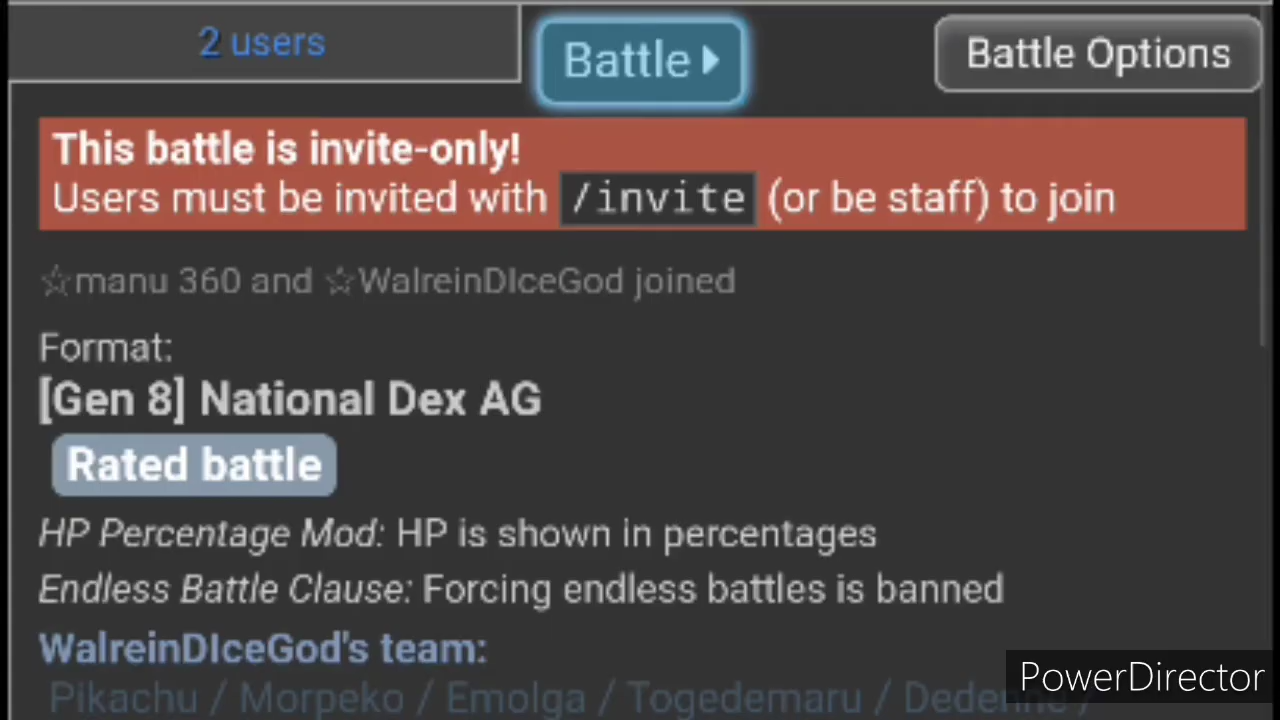 2 users
Battle
Battle Options
This battle is invite-only!
Users must be invited with /invite (or be staff) to join
☆manu 360 and ☆WalreinDIceGod joined
Format:
[Gen 8] National Dex AG
Rated battle
HP Percentage Mod: HP is shown in percentages
Endless Battle Clause: Forcing endless battles is banned
WalreinDIceGod's team:
Pikachu / Morpeko / Emolga / Togedemaru / Dedenne /
PowerDirector